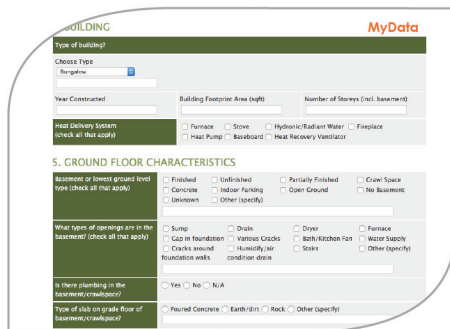 BUILDING
MyData
Type of building?
Choose Type
Bungalow
Year Constructed
Building Footprint Area (sqft)
Number of Storeys (incl. basement)
Heat Delivery System
(check all that apply)
Furnace Stove Hydronic/Radiant Water Fireplace
Heat Pump Baseboard Heat Recovery Ventilator
5. GROUND FLOOR CHARACTERISTICS
Basement or lowest ground level
type (check all that apply)
Finished Unfinished Partially Finished Crawl Space
Concrete Indoor Parking Open Ground No Basement
Unknown Other (specify)
What types of openings are in the
basement? (check all that apply)
Sump Drain Dryer Furnace
Gap in foundation Various Cracks Bath/Kitchen Fan Water Supply
Cracks around Humidify/air Stairs Other (specify)
foundation walls condition drain
Is there plumbing in the
basement/crawlspace?
Yes No N/A
Type of slab on grade floor of
basement/crawlspace?
Poured Concrete Earth/dirt Rock Other (specify)